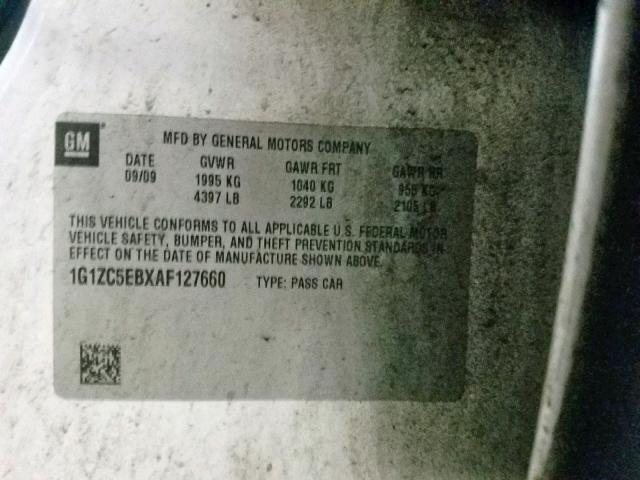 GM
MFD BY GENERAL MOTORS COMPANY
DATE GVWR GAWR FRT GAWR RR
09/09 1995 KG 1040 KG 955 KG
4397 LB 2292 LB 2105 LB
THIS VEHICLE CONFORMS TO ALL APPLICABLE U.S. FEDERAL MOTOR
VEHICLE SAFETY, BUMPER, AND THEFT PREVENTION STANDARDS IN
EFFECT ON THE DATE OF MANUFACTURE SHOWN ABOVE.
1G1ZC5EBXAF127660 TYPE: PASS CAR